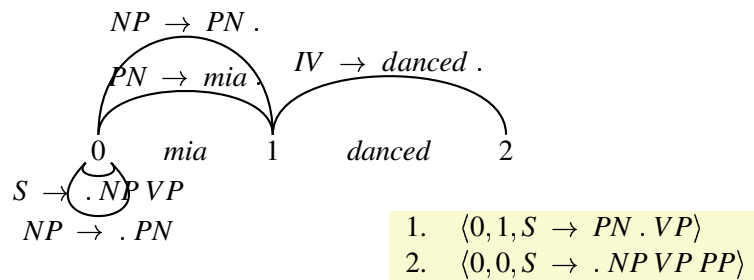 NP → PN .
PN → mia .
IV → danced .
0 mia 1 danced 2
S → . NP VP
NP → . PN
1. ⟨0,1,S → PN . VP⟩
2. ⟨0,0,S → . NP VP PP⟩